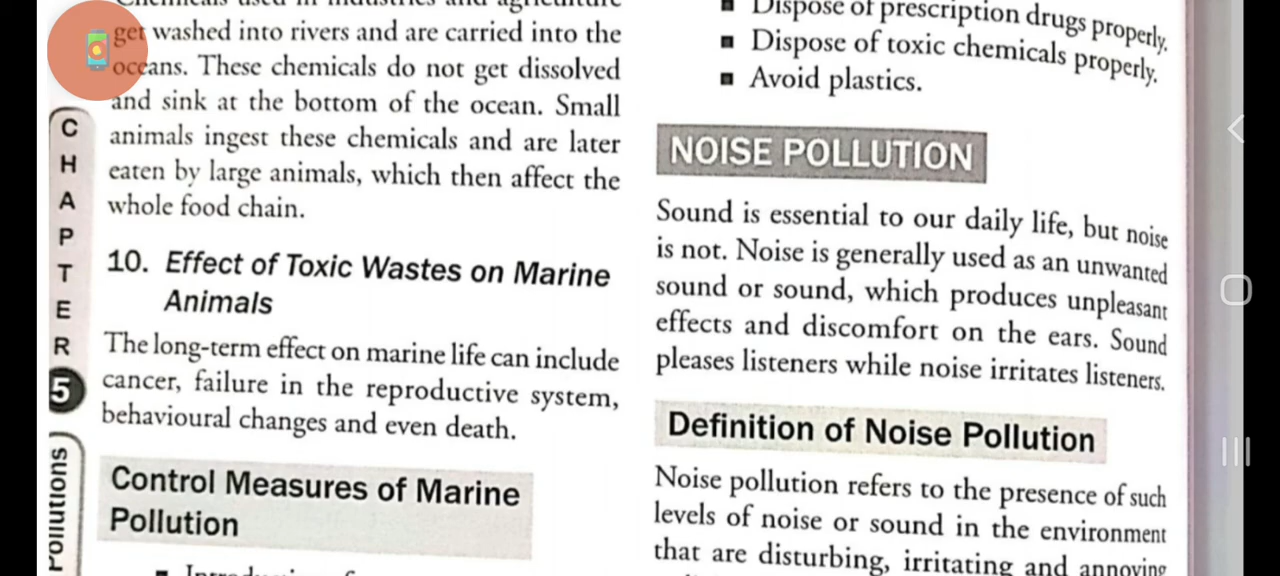 Chemicals used in industries and agriculture
get washed into rivers and are carried into the
oceans. These chemicals do not get dissolved
and sink at the bottom of the ocean. Small
animals ingest these chemicals and are later
eaten by large animals, which then affect the
whole food chain.
10. Effect of Toxic Wastes on Marine
Animals
The long-term effect on marine life can include
cancer, failure in the reproductive system,
behavioural changes and even death.
Control Measures of Marine
Pollution
CHAPTER
5
Pollutions
■ Dispose of prescription drugs properly.
■ Dispose of toxic chemicals properly.
■ Avoid plastics.
NOISE POLLUTION
Sound is essential to our daily life, but noise
is not. Noise is generally used as an unwanted
sound or sound, which produces unpleasant
effects and discomfort on the ears. Sound
pleases listeners while noise irritates listeners.
Definition of Noise Pollution
Noise pollution refers to the presence of such
levels of noise or sound in the environment
that are disturbing, irritating and annoying